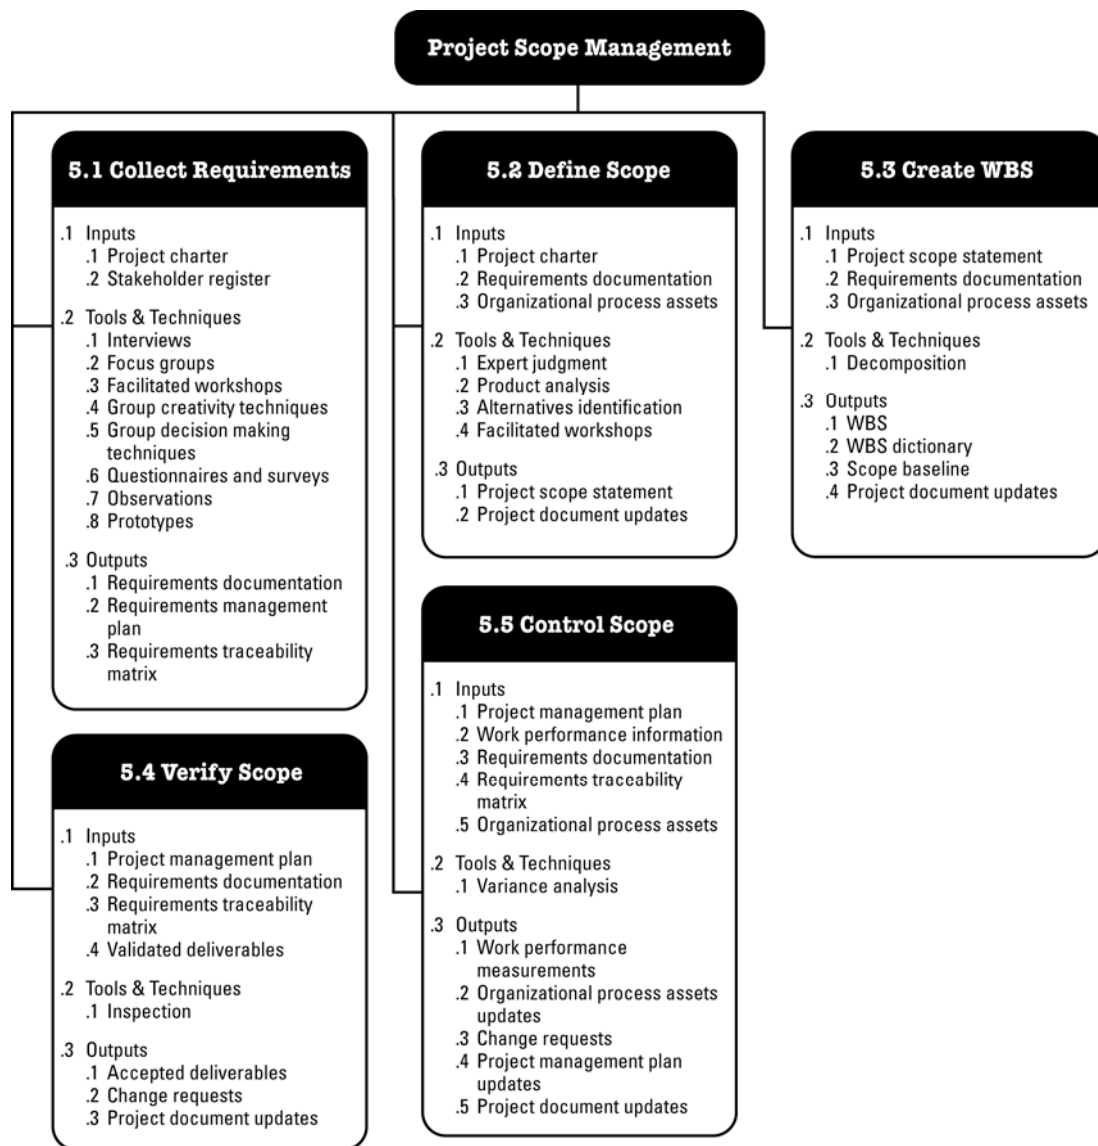 Project Scope Management
5.1 Collect Requirements
.1 Inputs
.1 Project charter
.2 Stakeholder register
.2 Tools & Techniques
.1 Interviews
.2 Focus groups
.3 Facilitated workshops
.4 Group creativity techniques
.5 Group decision making
techniques
.6 Questionnaires and surveys
.7 Observations
.8 Prototypes
.3 Outputs
.1 Requirements documentation
.2 Requirements management
plan
.3 Requirements traceability
matrix
5.2 Define Scope
.1 Inputs
.1 Project charter
.2 Requirements documentation
.3 Organizational process assets
.2 Tools & Techniques
.1 Expert judgment
.2 Product analysis
.3 Alternatives identification
.4 Facilitated workshops
.3 Outputs
.1 Project scope statement
.2 Project document updates
5.3 Create WBS
.1 Inputs
.1 Project scope statement
.2 Requirements documentation
.3 Organizational process assets
.2 Tools & Techniques
.1 Decomposition
.3 Outputs
.1 WBS
.2 WBS dictionary
.3 Scope baseline
.4 Project document updates
5.4 Verify Scope
.1 Inputs
.1 Project management plan
.2 Requirements documentation
.3 Requirements traceability
matrix
.4 Validated deliverables
.2 Tools & Techniques
.1 Inspection
.3 Outputs
.1 Accepted deliverables
.2 Change requests
.3 Project document updates
5.5 Control Scope
.1 Inputs
.1 Project management plan
.2 Work performance information
.3 Requirements documentation
.4 Requirements traceability
matrix
.5 Organizational process assets
.2 Tools & Techniques
.1 Variance analysis
.3 Outputs
.1 Work performance
measurements
.2 Organizational process assets
updates
.3 Change requests
.4 Project management plan
updates
.5 Project document updates